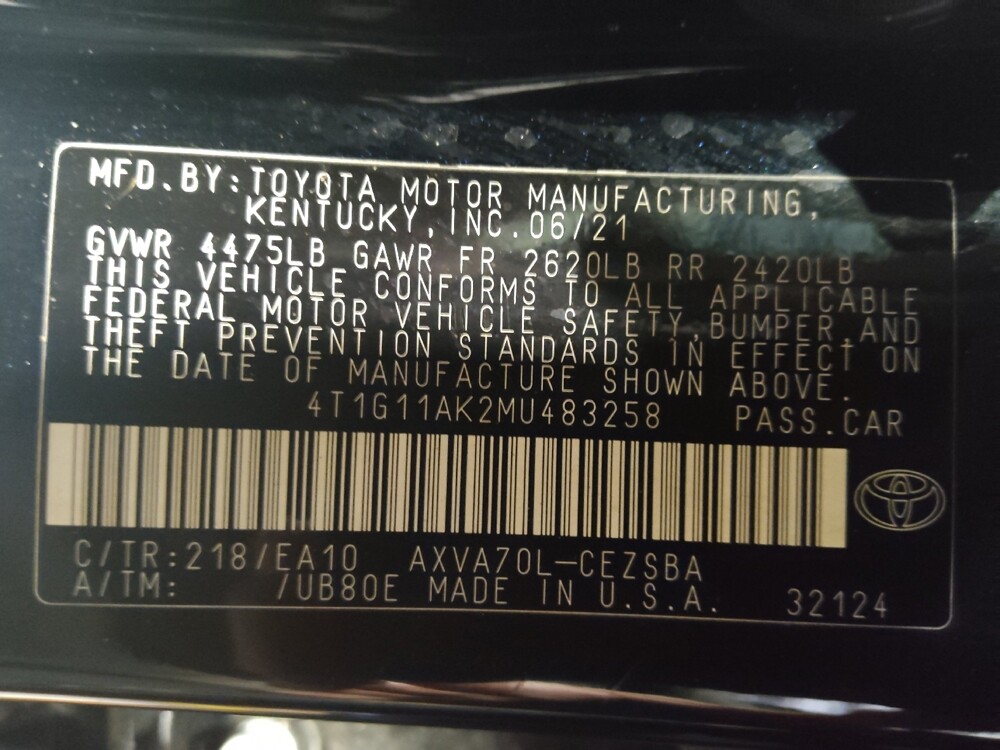 MFD.BY:TOYOTA MOTOR MANUFACTURING,
KENTUCKY,INC.06/21
GVWR 4475LB GAWR FR 2620LB RR 2420LB
THIS VEHICLE CONFORMS TO ALL APPLICABLE
FEDERAL MOTOR VEHICLE SAFETY,BUMPER,AND
THEFT PREVENTION STANDARDS IN EFFECT ON
THE DATE OF MANUFACTURE SHOWN ABOVE.
4T1G11AK2MU483258 PASS.CAR
C/TR:218/EA10 AXVA70L-CEZSBA
A/TM: /UB80E MADE IN U.S.A. 32124